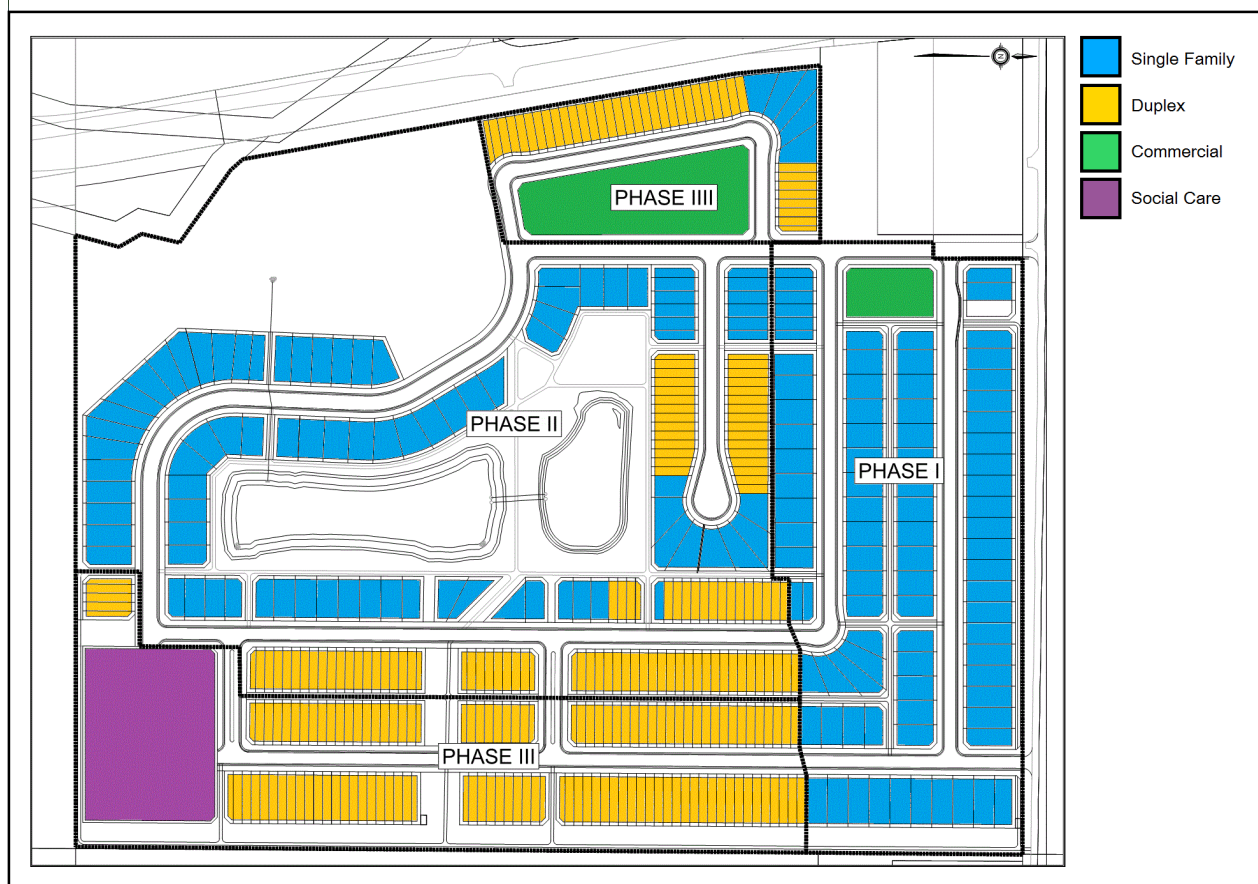 Single Family
Duplex
Commercial
Social Care
N
PHASE IIII
PHASE II
PHASE I
PHASE III